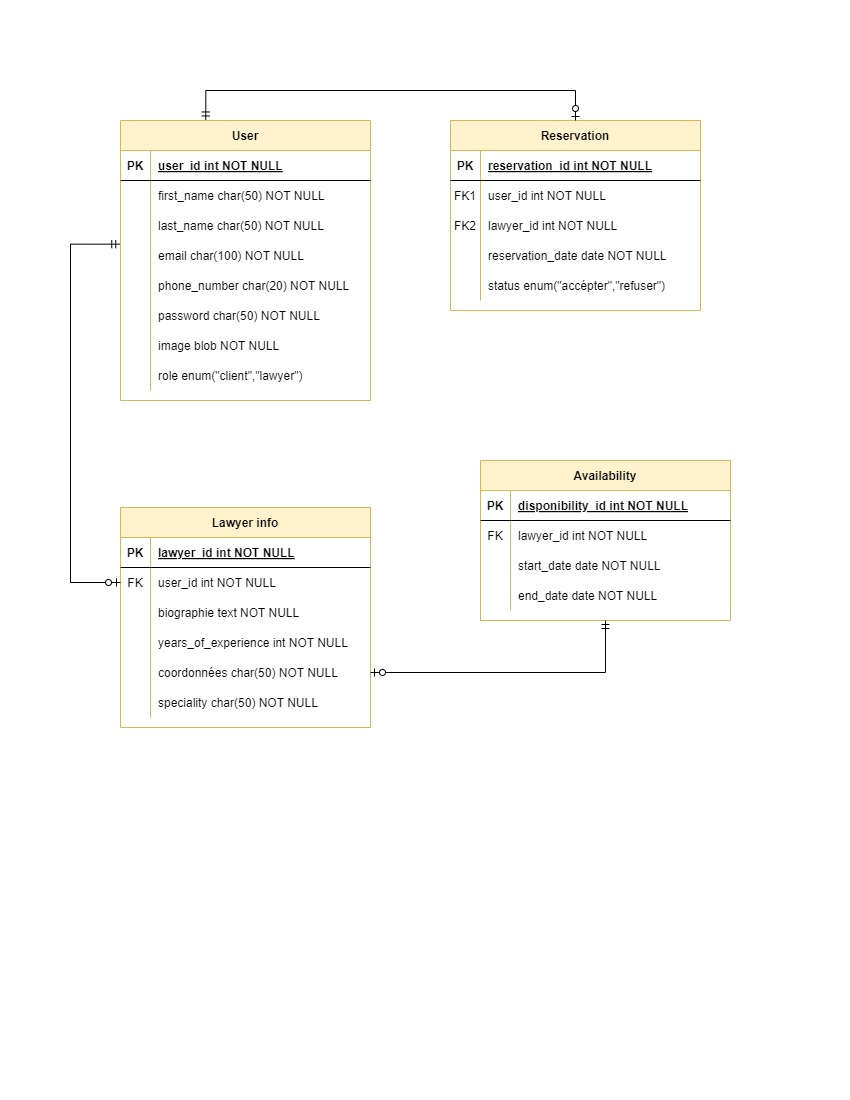 User
PK user_id int NOT NULL
first_name char(50) NOT NULL
last_name char(50) NOT NULL
email char(100) NOT NULL
phone_number char(20) NOT NULL
password char(50) NOT NULL
image blob NOT NULL
role enum("client","lawyer")
Reservation
PK reservation_id int NOT NULL
FK1 user_id int NOT NULL
FK2 lawyer_id int NOT NULL
reservation_date date NOT NULL
status enum("accépter","refuser")
Lawyer info
PK lawyer_id int NOT NULL
FK user_id int NOT NULL
biographie text NOT NULL
years_of_experience int NOT NULL
coordonnées char(50) NOT NULL
speciality char(50) NOT NULL
Availability
PK disponibility_id int NOT NULL
FK lawyer_id int NOT NULL
start_date date NOT NULL
end_date date NOT NULL